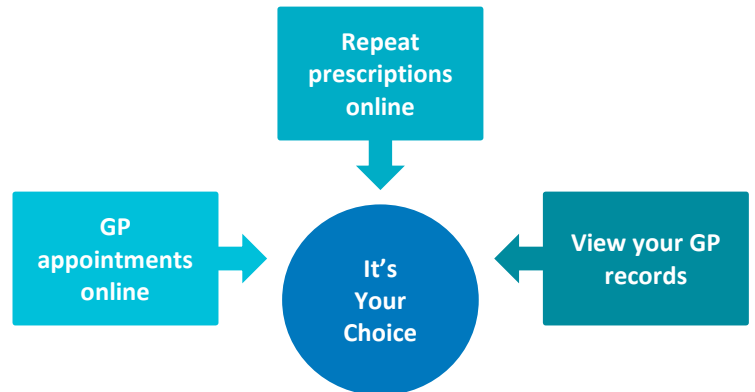 Repeat
prescriptions
online
GP
appointments
online
It’s
Your
Choice
View your GP
records